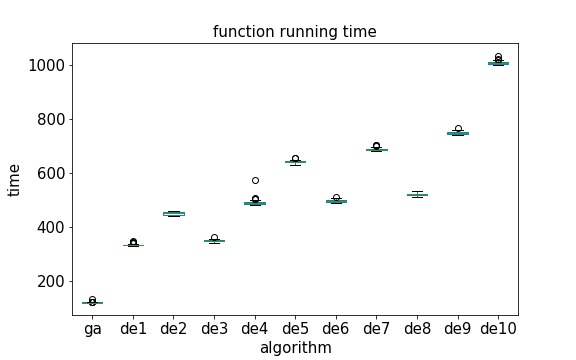 function running time
time
1000
800
600
400
200
ga de1 de2 de3 de4 de5 de6 de7 de8 de9 de10
algorithm